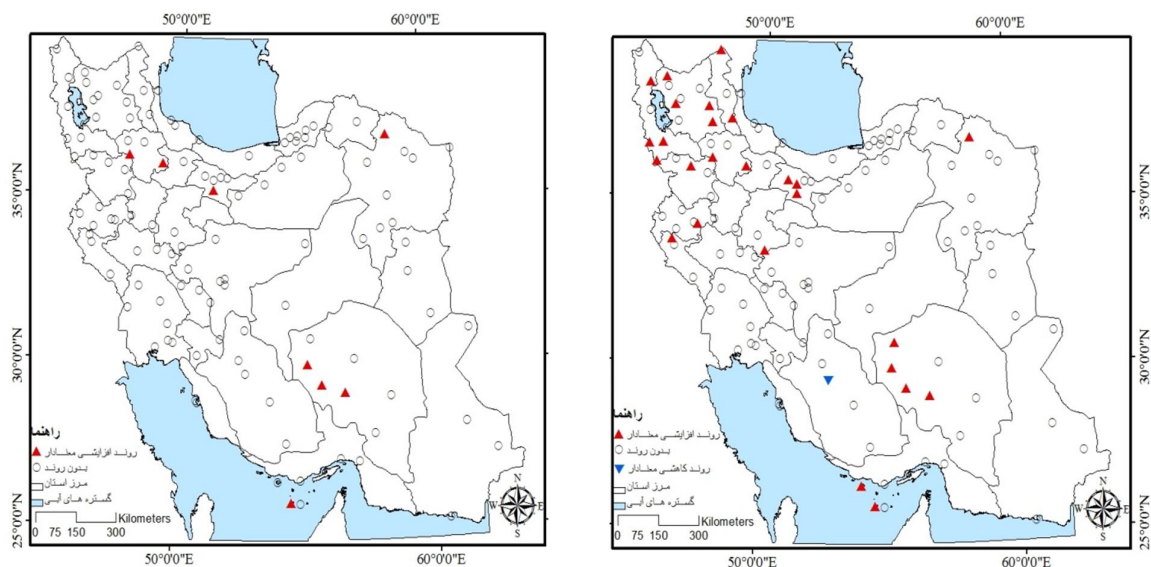 50°0'0"E 60°0'0"E
35°0'0"N
30°0'0"N
25°0'0"N
راهنما
روند افزایشی معنادار
بدون روند
مرز استان
گستره های آبی
Kilometers
0 75 150 300
N
W E
S
50°0'0"E 60°0'0"E
50°0'0"E 60°0'0"E
35°0'0"N
30°0'0"N
25°0'0"N
راهنما
روند افزایشی معنادار
بدون روند
روند کاهشی معنادار
مرز استان
گستره های آبی
Kilometers
0 75 150 300
N
W E
S
50°0'0"E 60°0'0"E